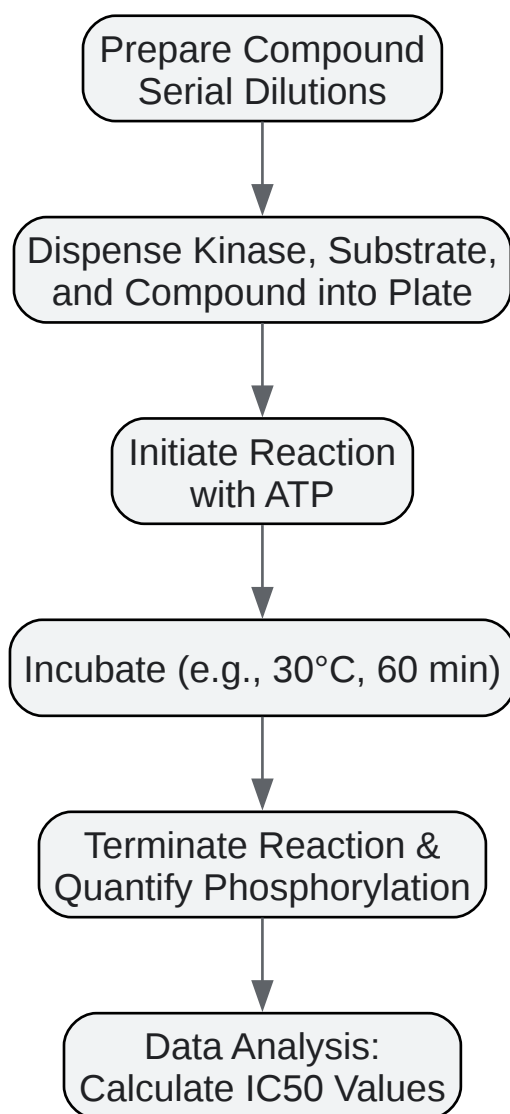 Prepare Compound
Serial Dilutions
Dispense Kinase, Substrate,
and Compound into Plate
Initiate Reaction
with ATP
Incubate (e.g., 30°C, 60 min)
Terminate Reaction &
Quantify Phosphorylation
Data Analysis:
Calculate IC50 Values